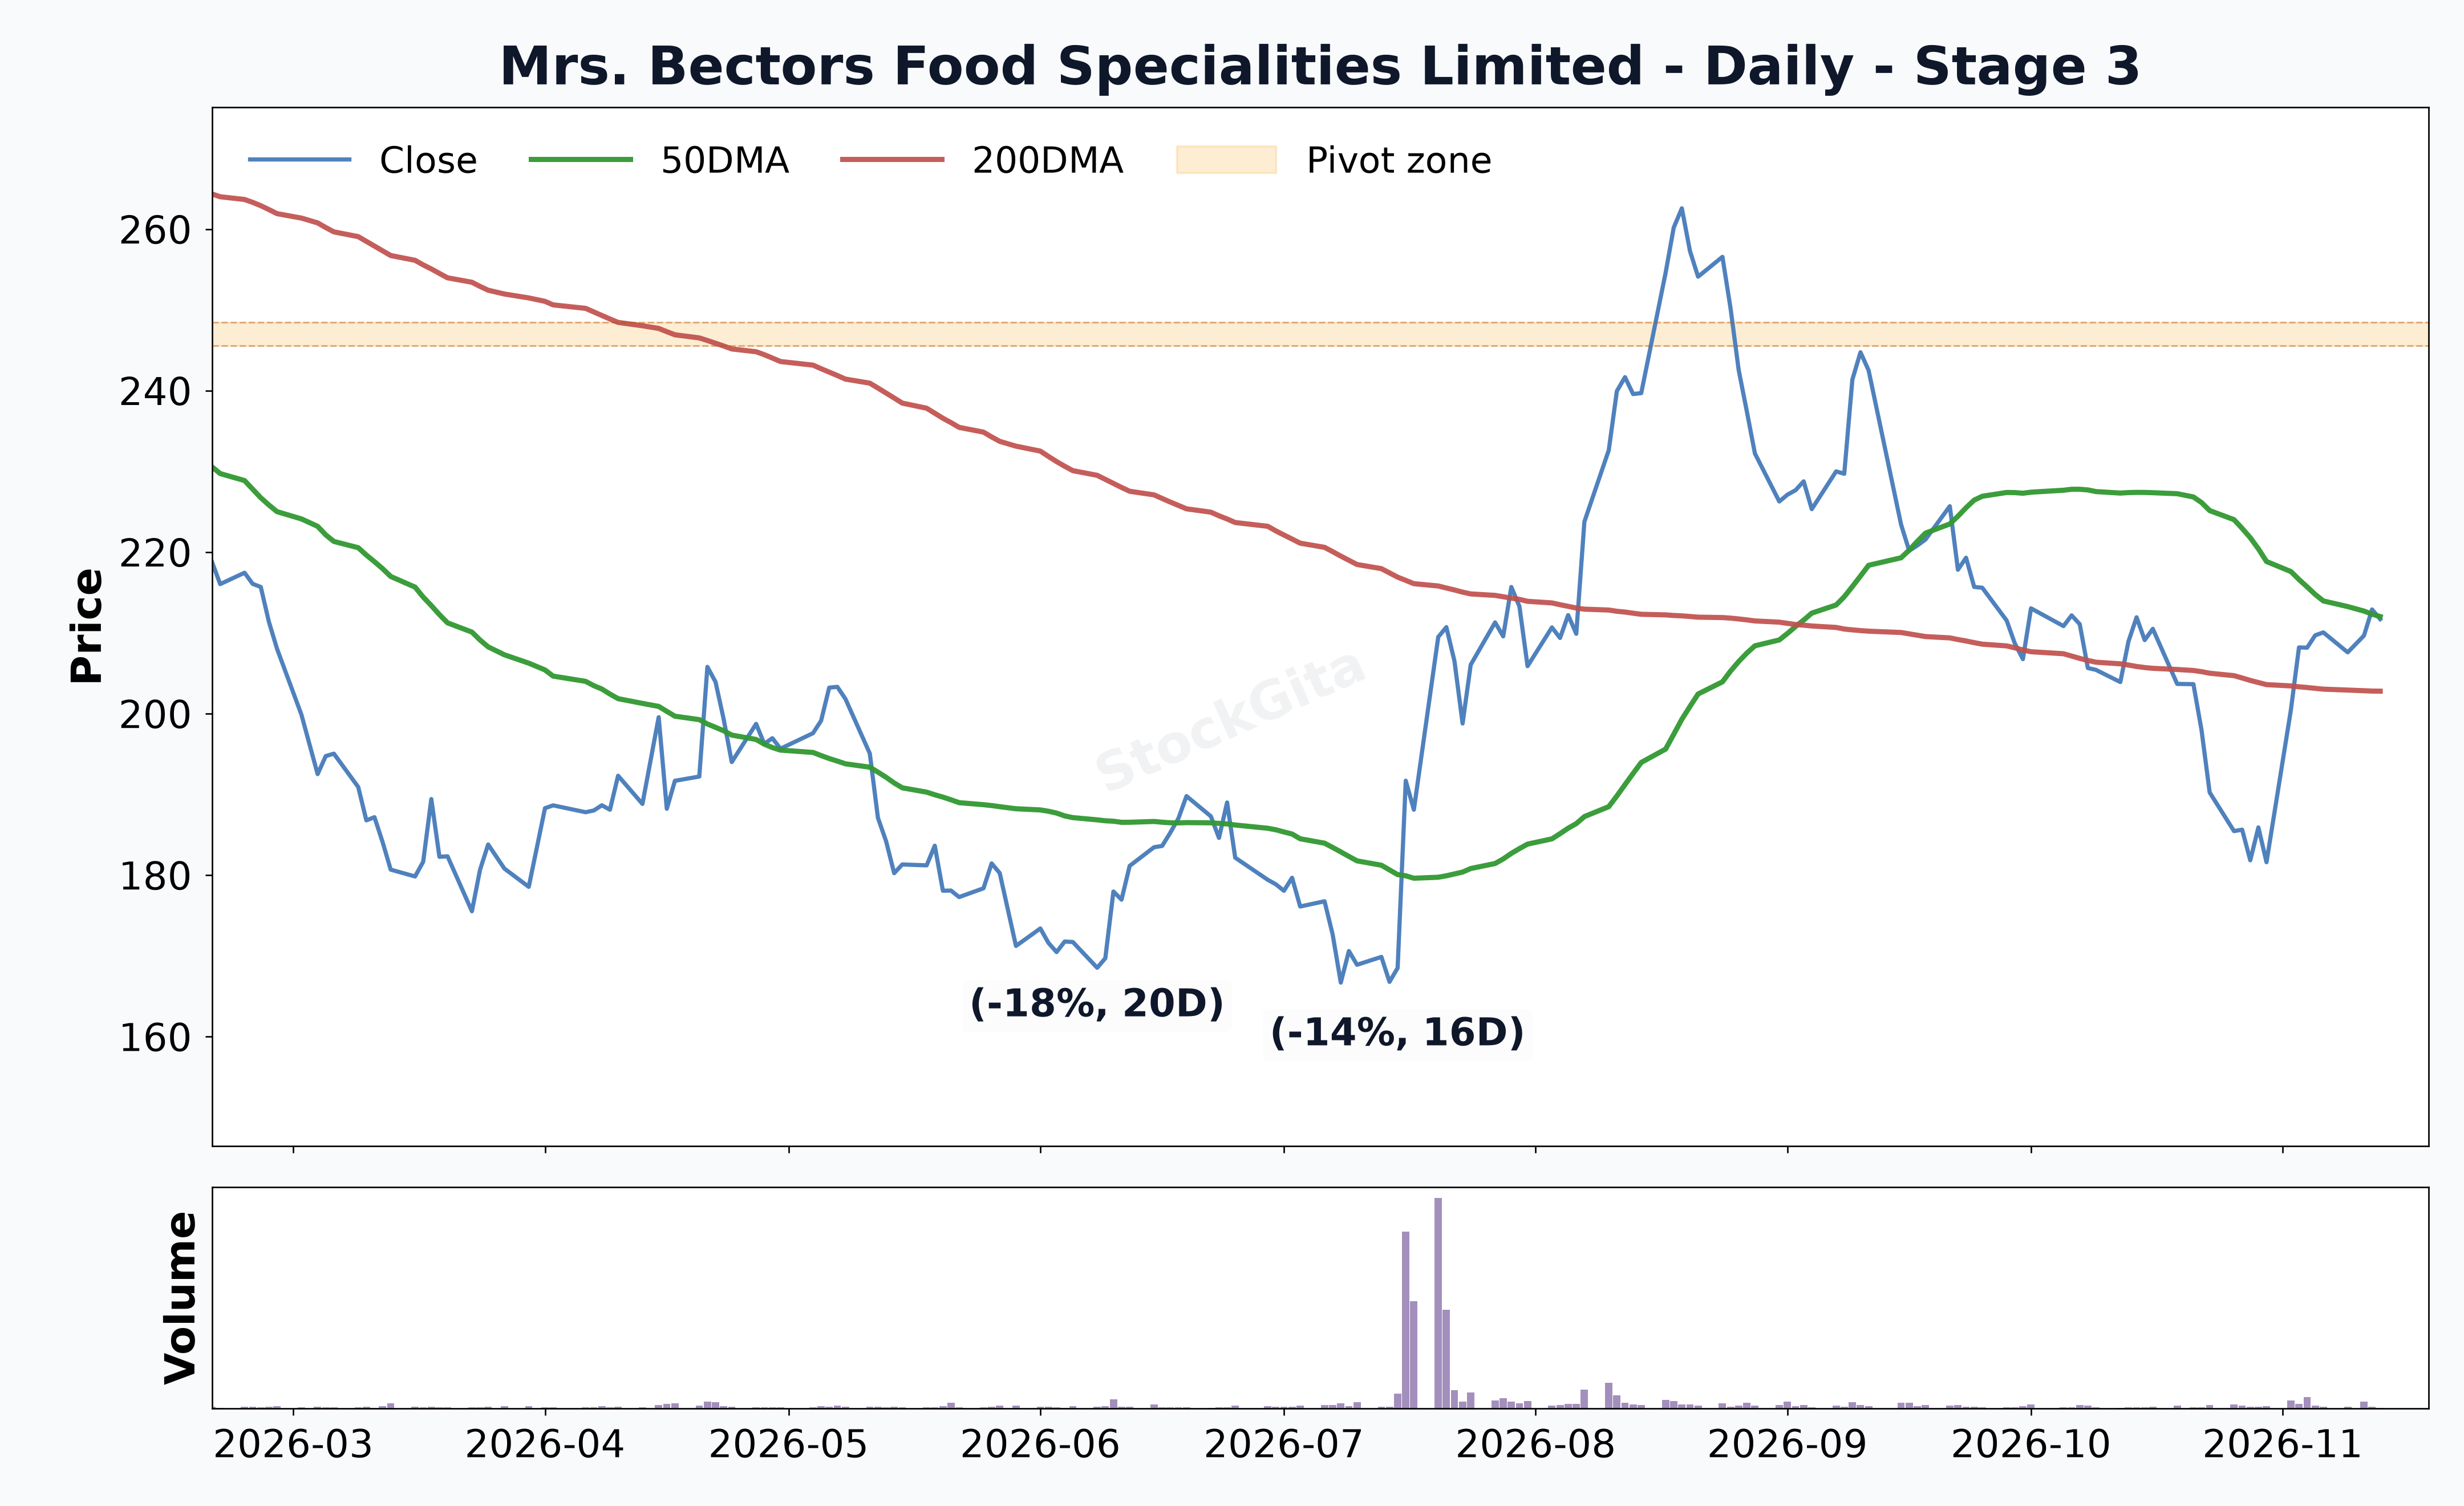 Mrs. Bectors Food Specialities Limited - Daily - Stage 3
Close 50DMA 200DMA Pivot zone
260
240
220
200
180
160
Price
StockGita
(-18%, 20D)
(-14%, 16D)
Volume
2026-03 2026-04 2026-05 2026-06 2026-07 2026-08 2026-09 2026-10 2026-11